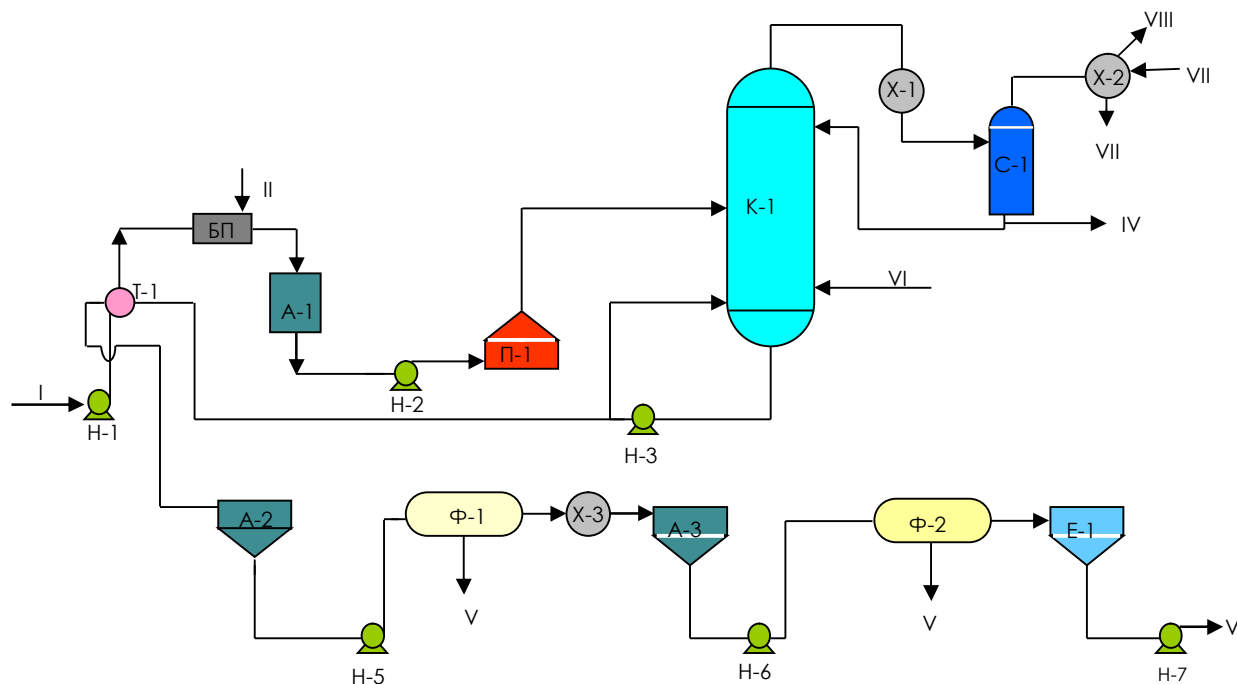 VIII
Х-2
VII
Х-1
VII
С-1
II
К-1
IV
БП
VI
Т-1
А-1
П-1
I
Н-2
Н-1
Н-3
А-2
Ф-1
Х-3
А-3
Ф-2
Е-1
V
V
V
Н-5
Н-6
Н-7